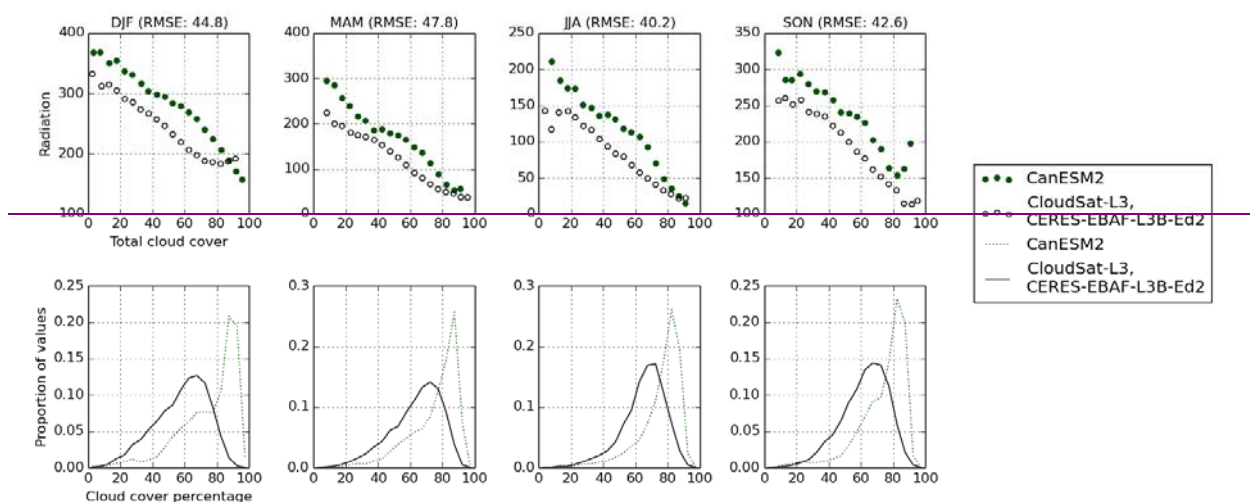 DJF (RMSE: 44.8)
MAM (RMSE: 47.8)
JJA (RMSE: 40.2)
SON (RMSE: 42.6)
400
300
200
100
Radiation
0 20 40 60 80 100
Total cloud cover
400
300
200
100
0
0 20 40 60 80 100
250
200
150
100
50
0
0 20 40 60 80 100
350
300
250
200
150
100
0 20 40 60 80 100
CanESM2
CloudSat-L3,
CERES-EBAF-L3B-Ed2
CanESM2
CloudSat-L3,
CERES-EBAF-L3B-Ed2
0.25
0.20
0.15
0.10
0.05
0.00
Proportion of values
0 20 40 60 80 100
Cloud cover percentage
0.3
0.2
0.1
0.0
0 20 40 60 80 100
0.3
0.2
0.1
0.0
0 20 40 60 80 100
0.25
0.20
0.15
0.10
0.05
0.00
0 20 40 60 80 100